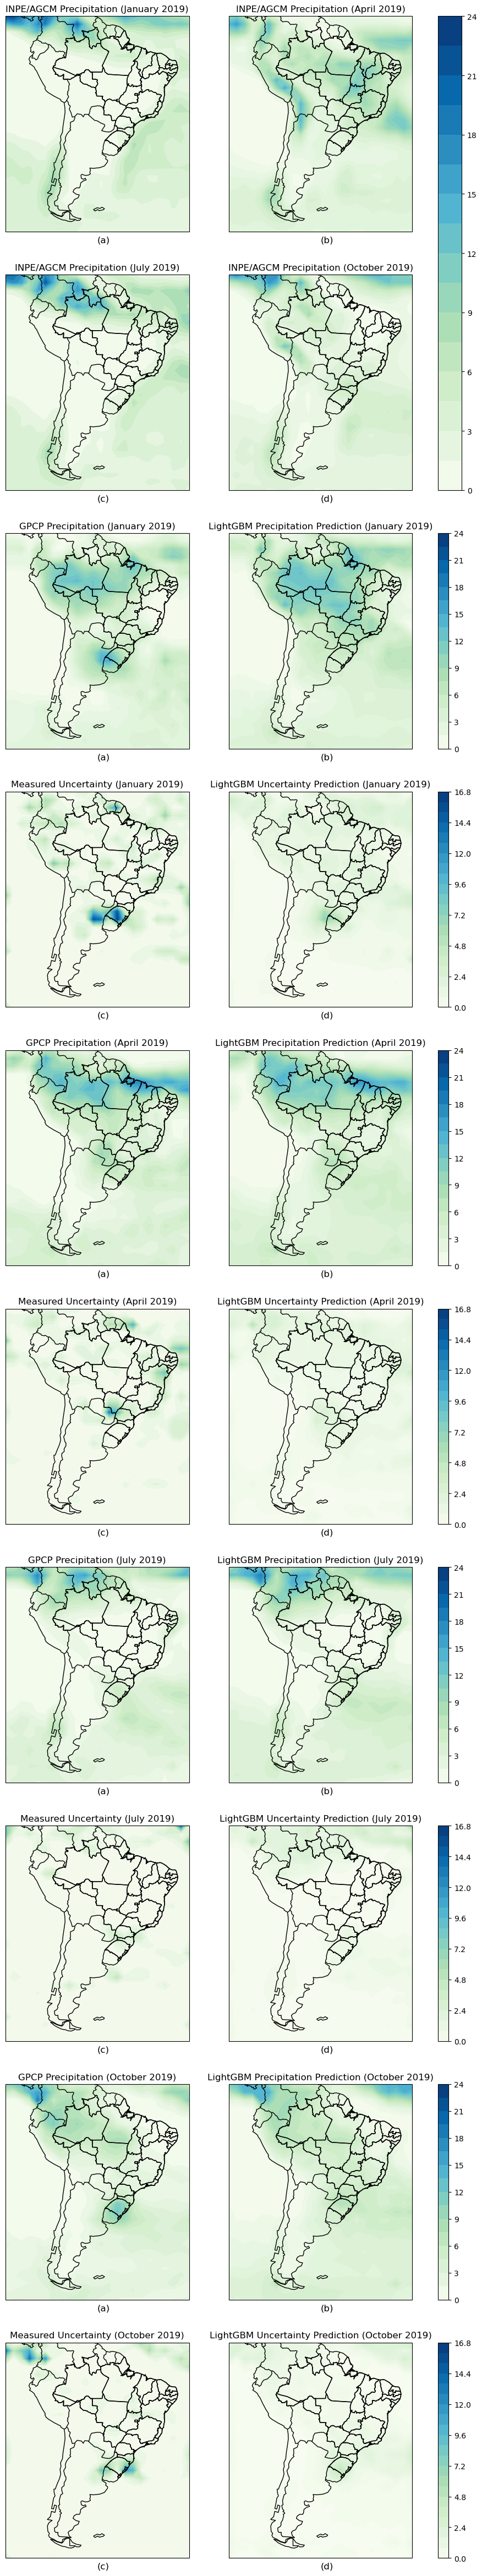 INPE/AGCM Precipitation (January 2019)
INPE/AGCM Precipitation (April 2019)
24
21
18
15
12
9
6
3
0
(a)
(b)
INPE/AGCM Precipitation (July 2019)
INPE/AGCM Precipitation (October 2019)
(c)
(d)
GPCP Precipitation (January 2019)
LightGBM Precipitation Prediction (January 2019)
24
21
18
15
12
9
6
3
0
(a)
(b)
Measured Uncertainty (January 2019)
LightGBM Uncertainty Prediction (January 2019)
16.8
14.4
12.0
9.6
7.2
4.8
2.4
0.0
(c)
(d)
GPCP Precipitation (April 2019)
LightGBM Precipitation Prediction (April 2019)
24
21
18
15
12
9
6
3
0
(a)
(b)
Measured Uncertainty (April 2019)
LightGBM Uncertainty Prediction (April 2019)
16.8
14.4
12.0
9.6
7.2
4.8
2.4
0.0
(c)
(d)
GPCP Precipitation (July 2019)
LightGBM Precipitation Prediction (July 2019)
24
21
18
15
12
9
6
3
0
(a)
(b)
Measured Uncertainty (July 2019)
LightGBM Uncertainty Prediction (July 2019)
16.8
14.4
12.0
9.6
7.2
4.8
2.4
0.0
(c)
(d)
GPCP Precipitation (October 2019)
LightGBM Precipitation Prediction (October 2019)
24
21
18
15
12
9
6
3
0
(a)
(b)
Measured Uncertainty (October 2019)
LightGBM Uncertainty Prediction (October 2019)
16.8
14.4
12.0
9.6
7.2
4.8
2.4
0.0
(c)
(d)